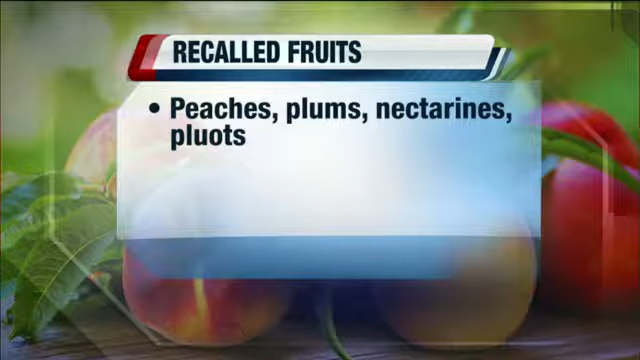 RECALLED FRUITS
• Peaches, plums, nectarines,
pluots